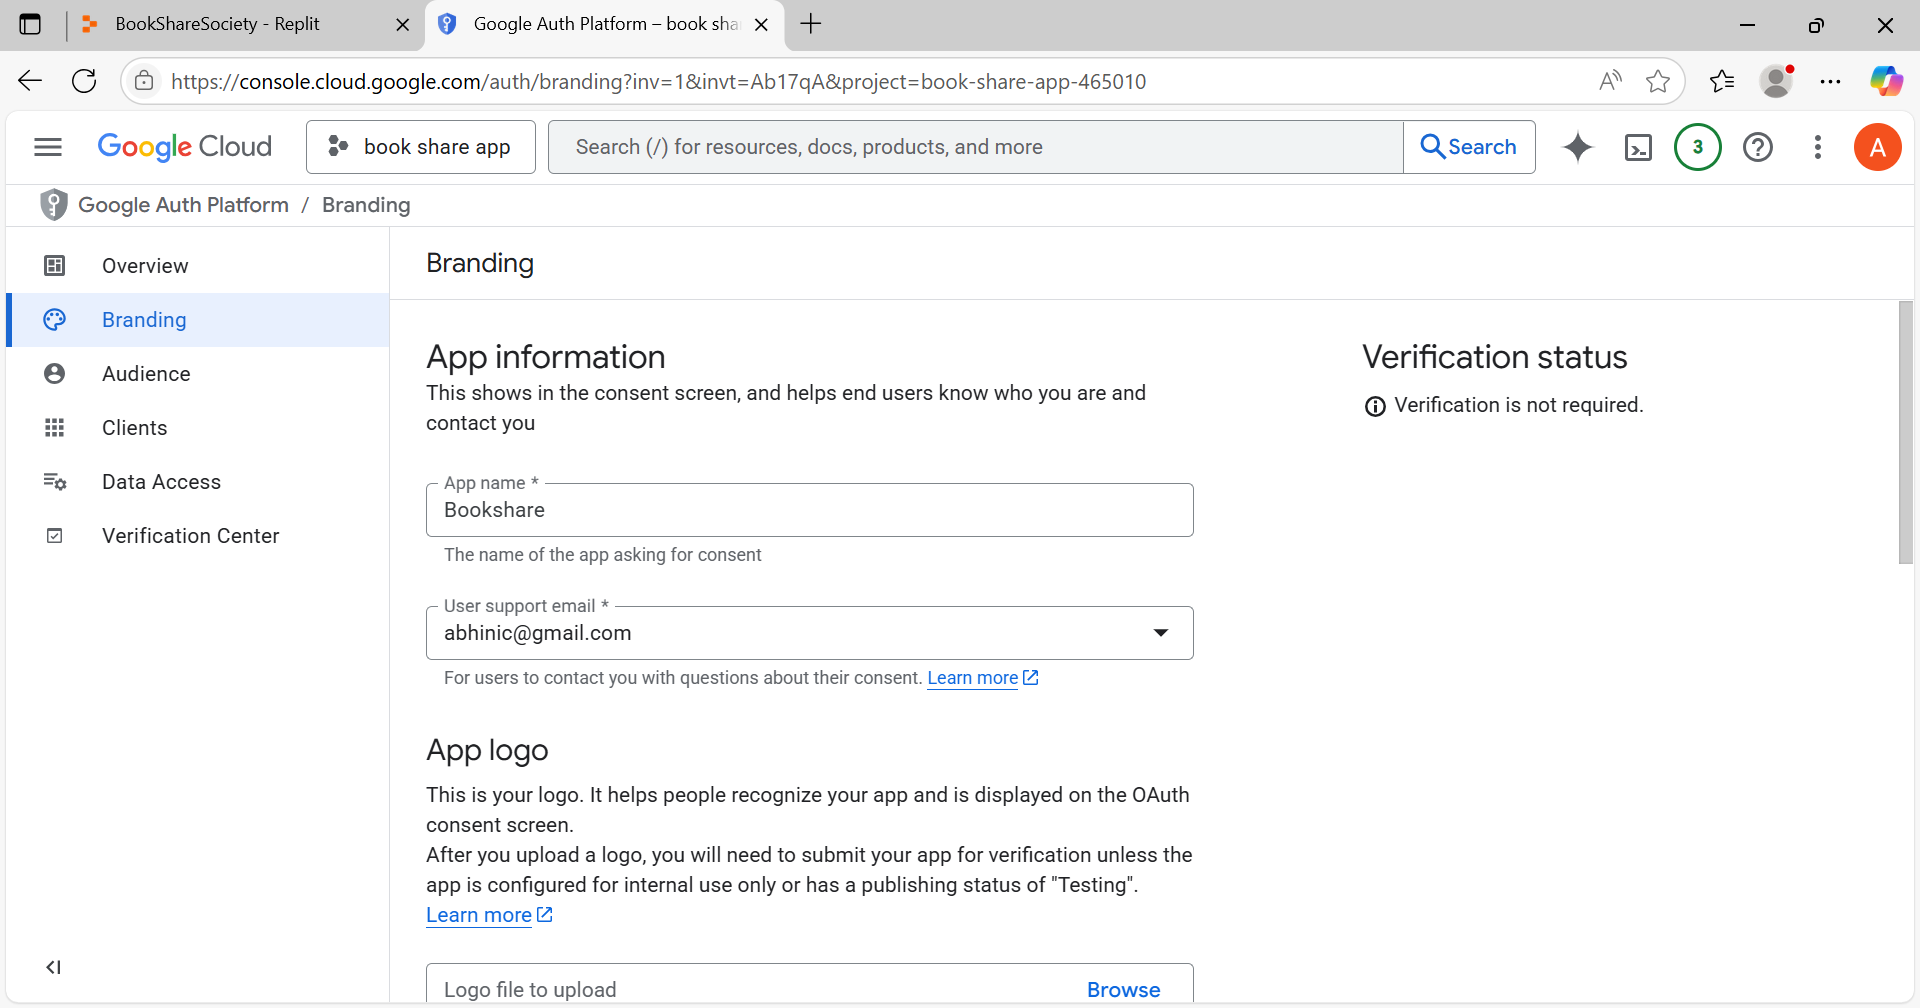 BookShareSociety - Replit
Google Auth Platform – book sha
https://console.cloud.google.com/auth/branding?inv=1&invt=Ab17qA&project=book-share-app-465010
Google Cloud
book share app
Search (/) for resources, docs, products, and more
Search
3
A
Google Auth Platform / Branding
Overview
Branding
Audience
Clients
Data Access
Verification Center
Branding
App information
This shows in the consent screen, and helps end users know who you are and
contact you
App name *
Bookshare
The name of the app asking for consent
User support email *
abhinic@gmail.com
For users to contact you with questions about their consent. Learn more
App logo
This is your logo. It helps people recognize your app and is displayed on the OAuth
consent screen.
After you upload a logo, you will need to submit your app for verification unless the
app is configured for internal use only or has a publishing status of "Testing".
Learn more
Logo file to upload
Browse
Verification status
Verification is not required.